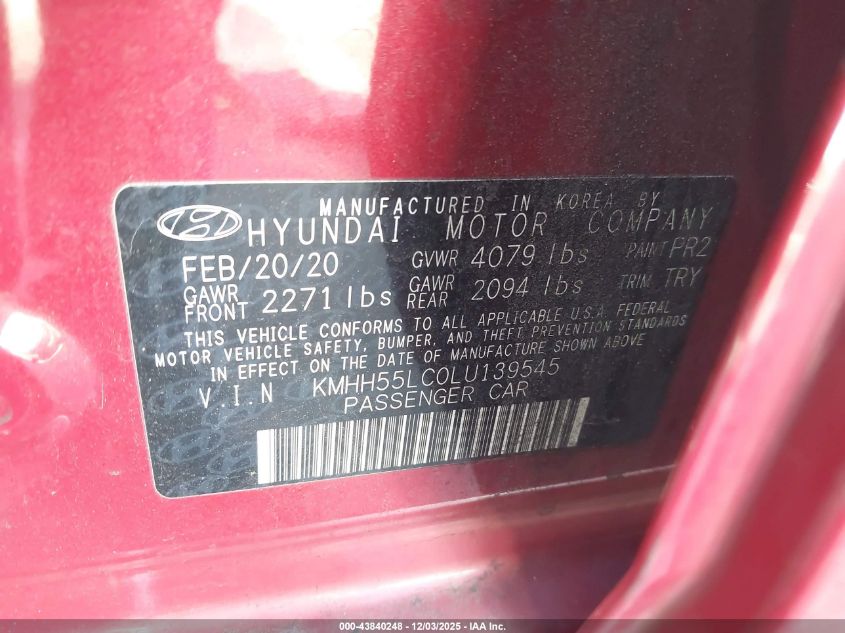 MANUFACTURED IN KOREA BY
HYUNDAI MOTOR COMPANY
FEB/20/20 GVWR 4079 lbs PAINT PR2
GAWR FRONT 2271 lbs GAWR REAR 2094 lbs TRIM TRY
THIS VEHICLE CONFORMS TO ALL APPLICABLE U.S.A. FEDERAL
MOTOR VEHICLE SAFETY, BUMPER, AND THEFT PREVENTION STANDARDS
IN EFFECT ON THE DATE OF MANUFACTURE SHOWN ABOVE
V.I.N KMHH55LC0LU139545
PASSENGER CAR
000-43840248 - 12/03/2025 - IAA Inc.